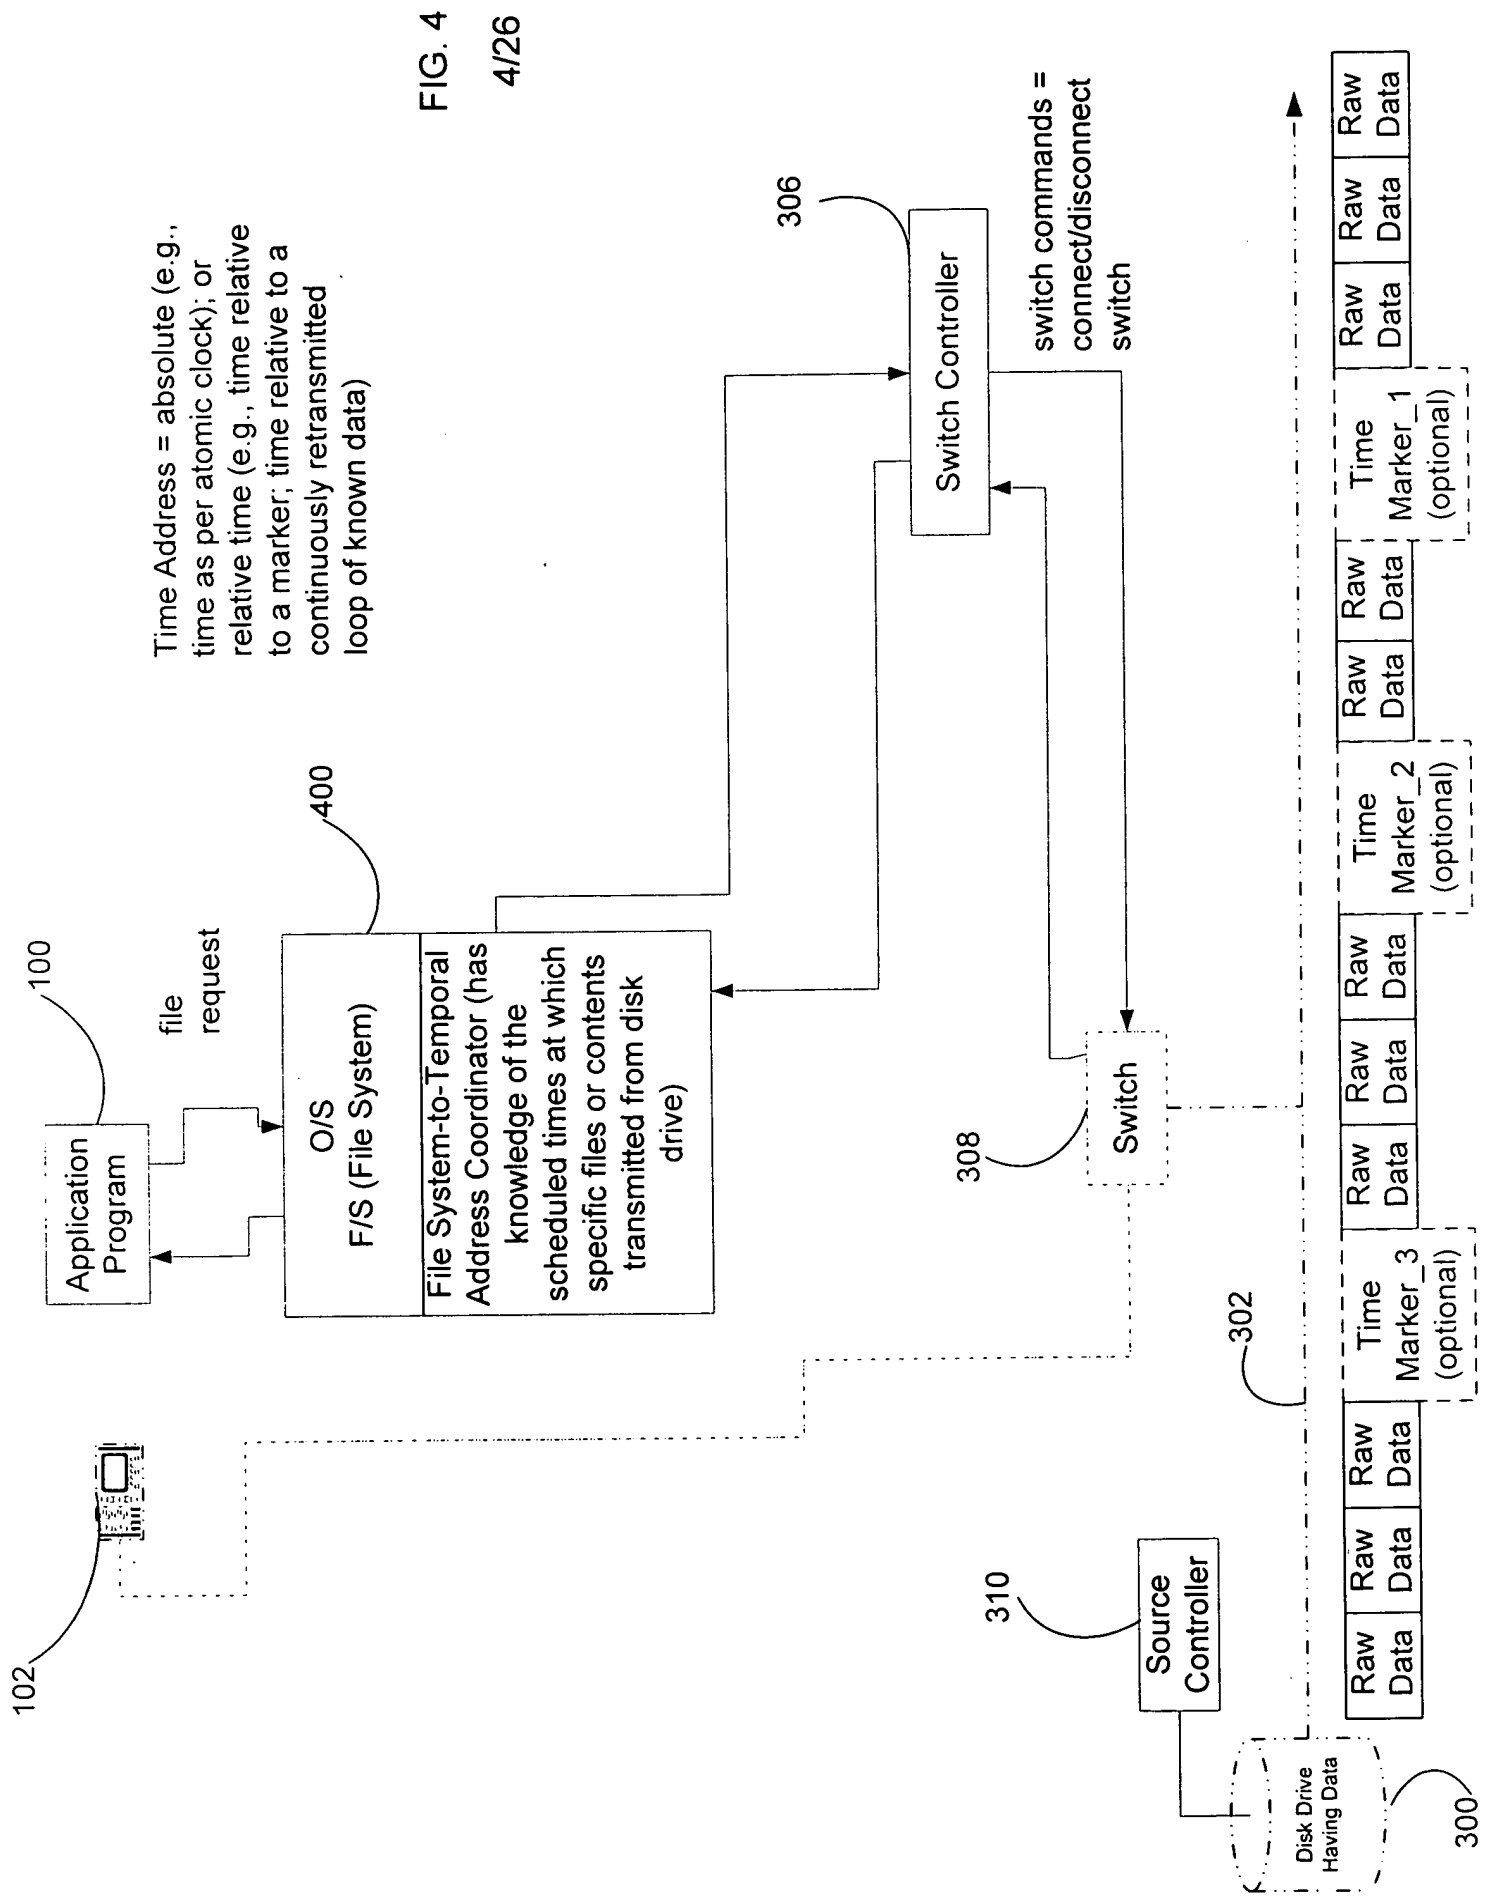 FIG. 4
4/26
102
100
Application
Program
file
request
Time Address = absolute (e.g.,
time as per atomic clock); or
relative time (e.g., time relative
to a marker; time relative to a
continuously retransmitted
loop of known data)
400
O/S
F/S (File System)
File System-to-Temporal
Address Coordinator (has
knowledge of the
scheduled times at which
specific files or contents
transmitted from disk
drive)
306
Switch Controller
switch commands =
connect/disconnect
switch
308
Switch
310
Source
Controller
302
Disk Drive
Having Data
300
Raw
Data
Raw
Data
Raw
Data
Time
Marker_3
(optional)
Raw
Data
Raw
Data
Raw
Data
Time
Marker_2
(optional)
Raw
Data
Raw
Data
Time
Marker_1
(optional)
Raw
Data
Raw
Data
Raw
Data